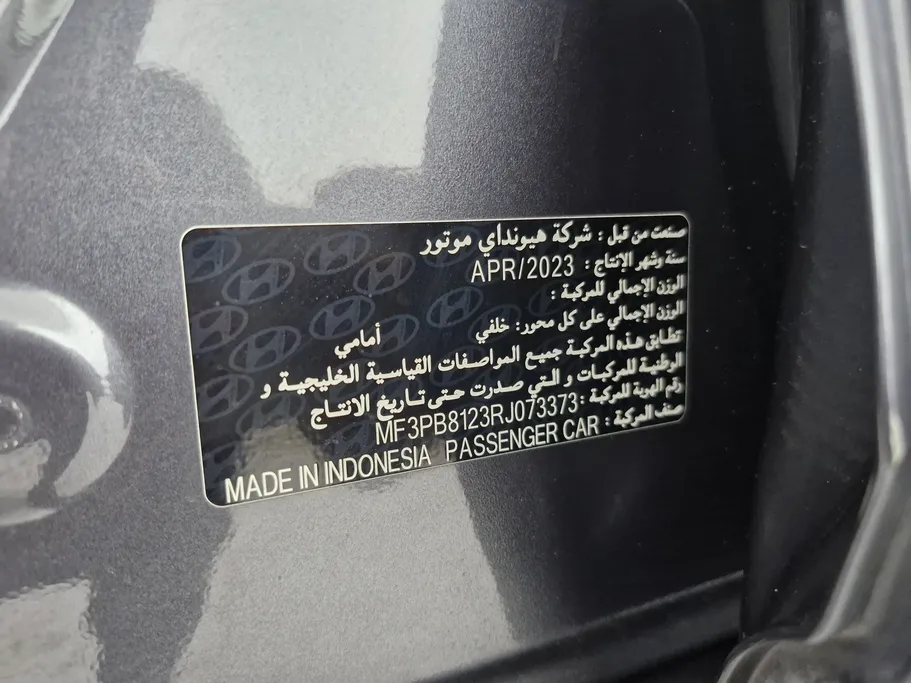 صنعت من قبل : شركة هيونداي موتور
سنة وشهر الإنتاج : APR/2023
الوزن الإجمالي للمركبة :
الوزن الإجمالي على كل محور: خلفي أمامي
تطابق هذه المركبة جميع المواصفات القياسية الخليجية و
الوطنية للمركبات و التي صدرت حتى تاريخ الانتاج
رقم الهوية المركبة : MF3PB8123RJ073373
صنف المركبة : PASSENGER CAR MADE IN INDONESIA